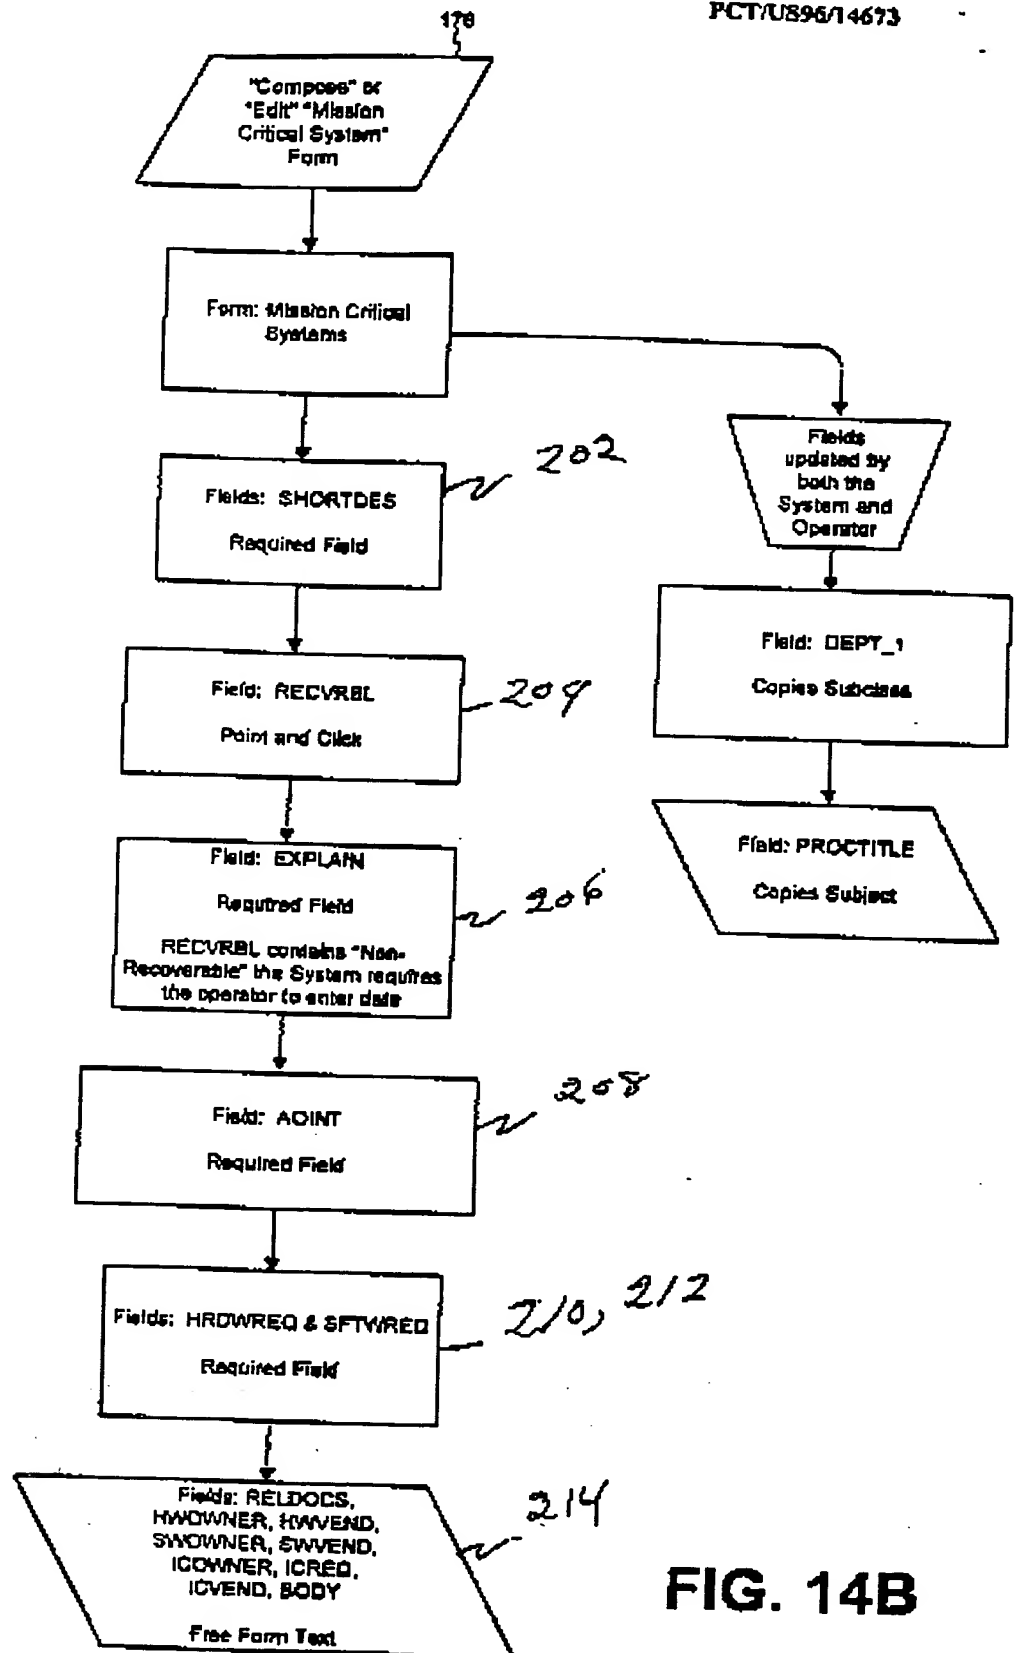 PCT/US96/14673
178
"Compose" or
"Edit" "Mission
Critical System"
Form
Form: Mission Critical
Systems
Fields
updated by
both the
System and
Operator
Fields: SHORTDES
Required Field
202
Field: DEPT_1
Copies Subclass
Field: RECVRBL
Point and Click
204
Field: PROCTITLE
Copies Subject
Field: EXPLAIN
Required Field
RECVRBL contains "Non-
Recoverable" the System requires
the operator to enter data
206
Field: AOINT
Required Field
208
Fields: HRDWREQ & SFTWREQ
Required Field
210, 212
Fields: RELDOCS,
HWOWNER, HWVEND,
SWOWNER, SWVEND,
ICOWNER, ICREQ,
ICVEND, BODY
Free Form Text
214
FIG. 14B